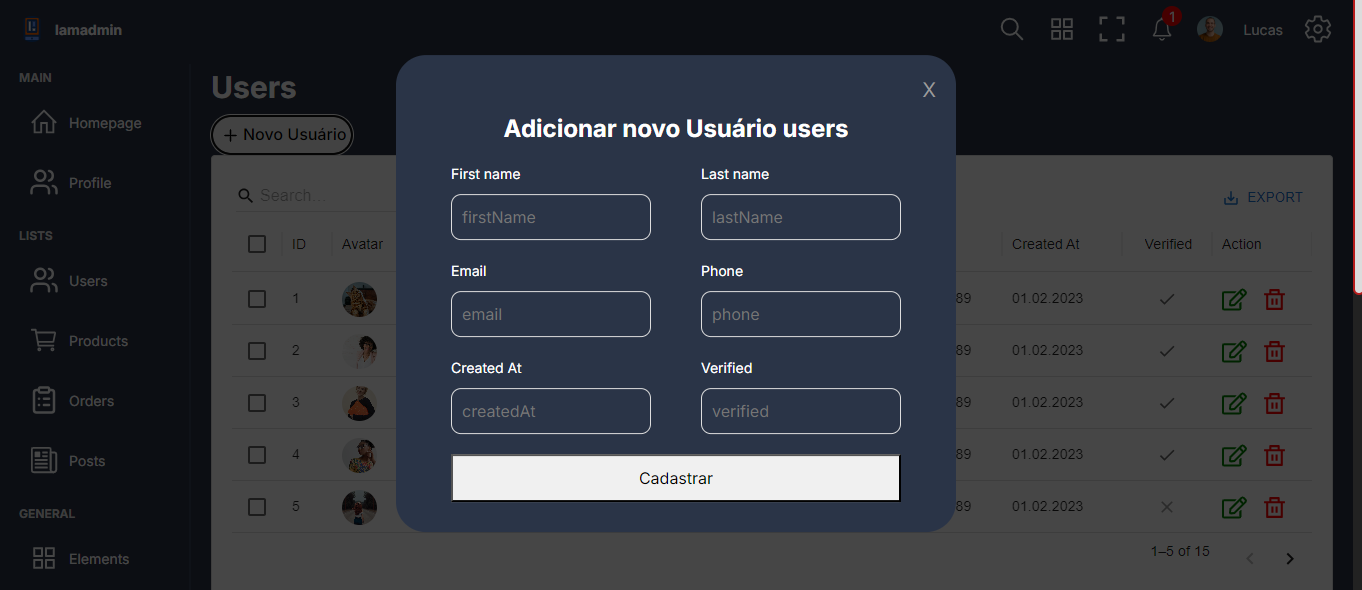 lamadmin
1
Lucas
MAIN
Homepage
Profile
LISTS
Users
Products
Orders
Posts
GENERAL
Elements
Users
+ Novo Usuário
Search...
EXPORT
ID Avatar Created At Verified Action
1 89 01.02.2023
2 89 01.02.2023
3 89 01.02.2023
4 89 01.02.2023
5 89 01.02.2023
1–5 of 15
X
Adicionar novo Usuário users
First name Last name
firstName lastName
Email Phone
email phone
Created At Verified
createdAt verified
Cadastrar